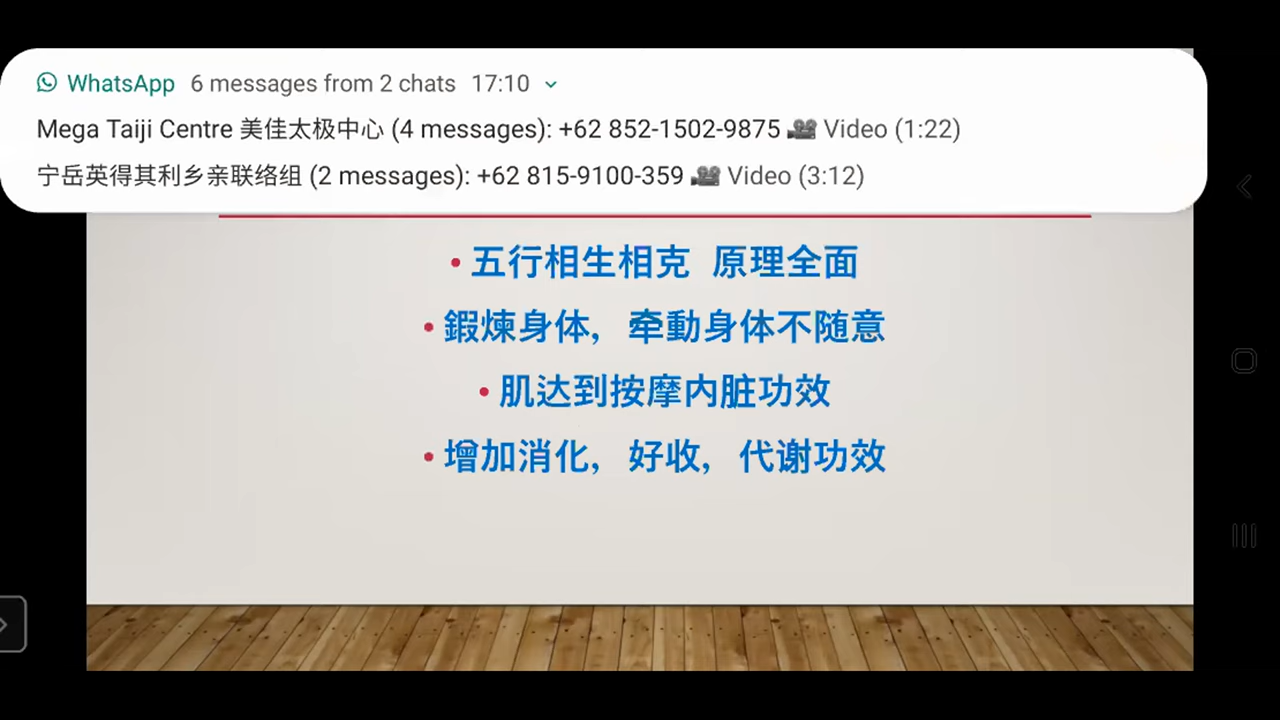 WhatsApp 6 messages from 2 chats 17:10
Mega Taiji Centre 美佳太极中心 (4 messages): +62 852-1502-9875 🎥 Video (1:22)
宁岳英得其利乡亲联络组 (2 messages): +62 815-9100-359 🎥 Video (3:12)
• 五行相生相克 原理全面
• 鍜煉身体，牵動身体不随意
• 肌达到按摩内脏功效
• 增加消化，好收，代谢功效